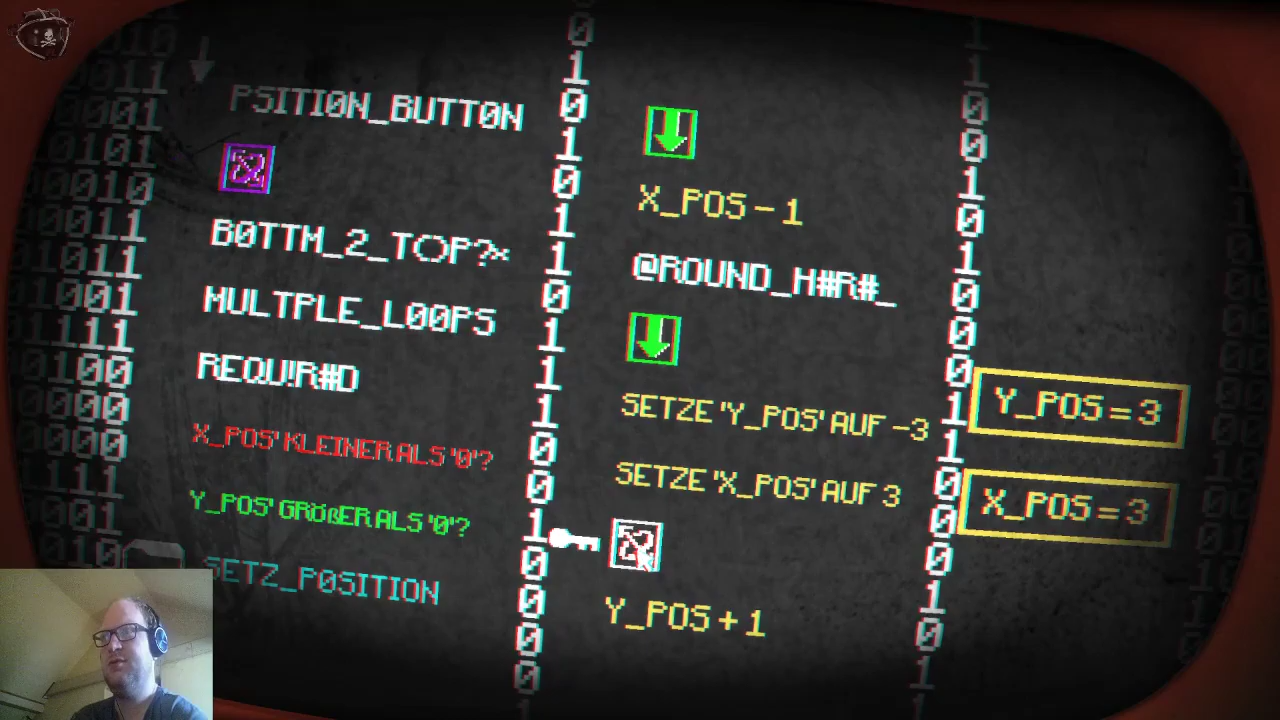 PSITI0N_BUTT0N
B0TTM_2_TOP?×
MULTPLE_L00PS
REQU!R#D
X_POS' KLEINER ALS '0'?
Y_POS' GRÖßER ALS '0'?
SETZ_P0SITION
X_POS - 1
@ROUND_H#R#_
SETZE 'Y_POS' AUF -3
SETZE 'X_POS' AUF 3
Y_POS + 1
Y_POS = 3
X_POS = 3